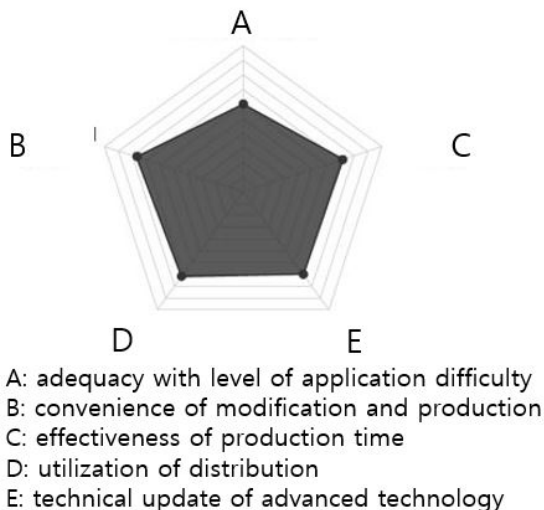 A
B
C
D
E
A: adequacy with level of application difficulty
B: convenience of modification and production
C: effectiveness of production time
D: utilization of distribution
E: technical update of advanced technology